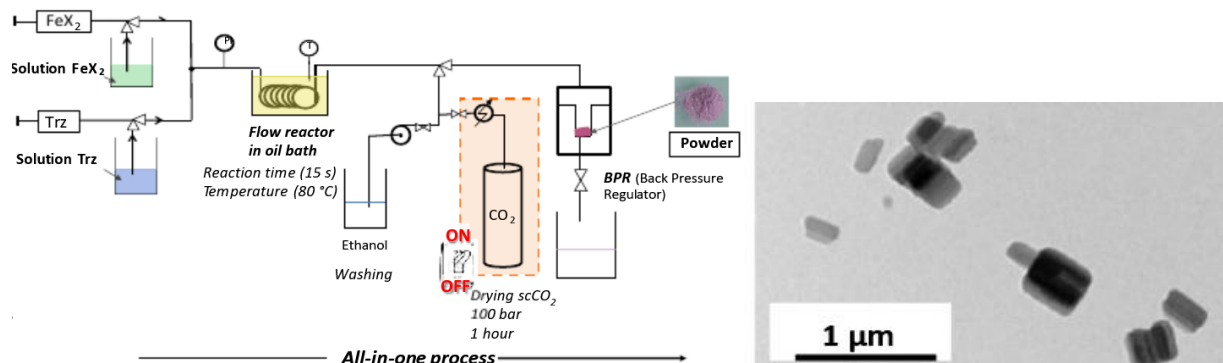 FeX₂
Solution FeX₂
Trz
Solution Trz
T
Flow reactor
in oil bath
Reaction time (15 s)
Temperature (80 °C)
Ethanol
Washing
CO₂
ON
OFF
Drying scCO₂
100 bar
1 hour
BPR (Back Pressure
Regulator)
Powder
All-in-one process
1 µm